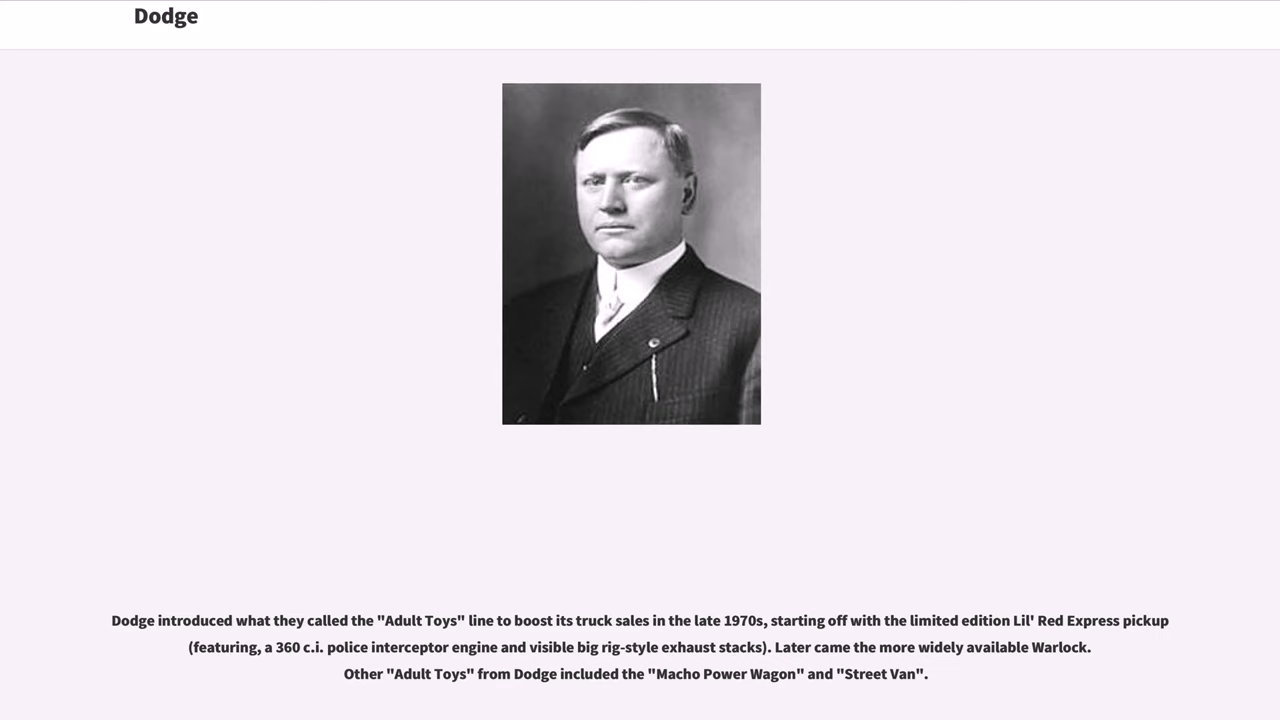 Dodge
Dodge introduced what they called the "Adult Toys" line to boost its truck sales in the late 1970s, starting off with the limited edition Lil' Red Express pickup
(featuring, a 360 c.i. police interceptor engine and visible big rig-style exhaust stacks). Later came the more widely available Warlock.
Other "Adult Toys" from Dodge included the "Macho Power Wagon" and "Street Van".